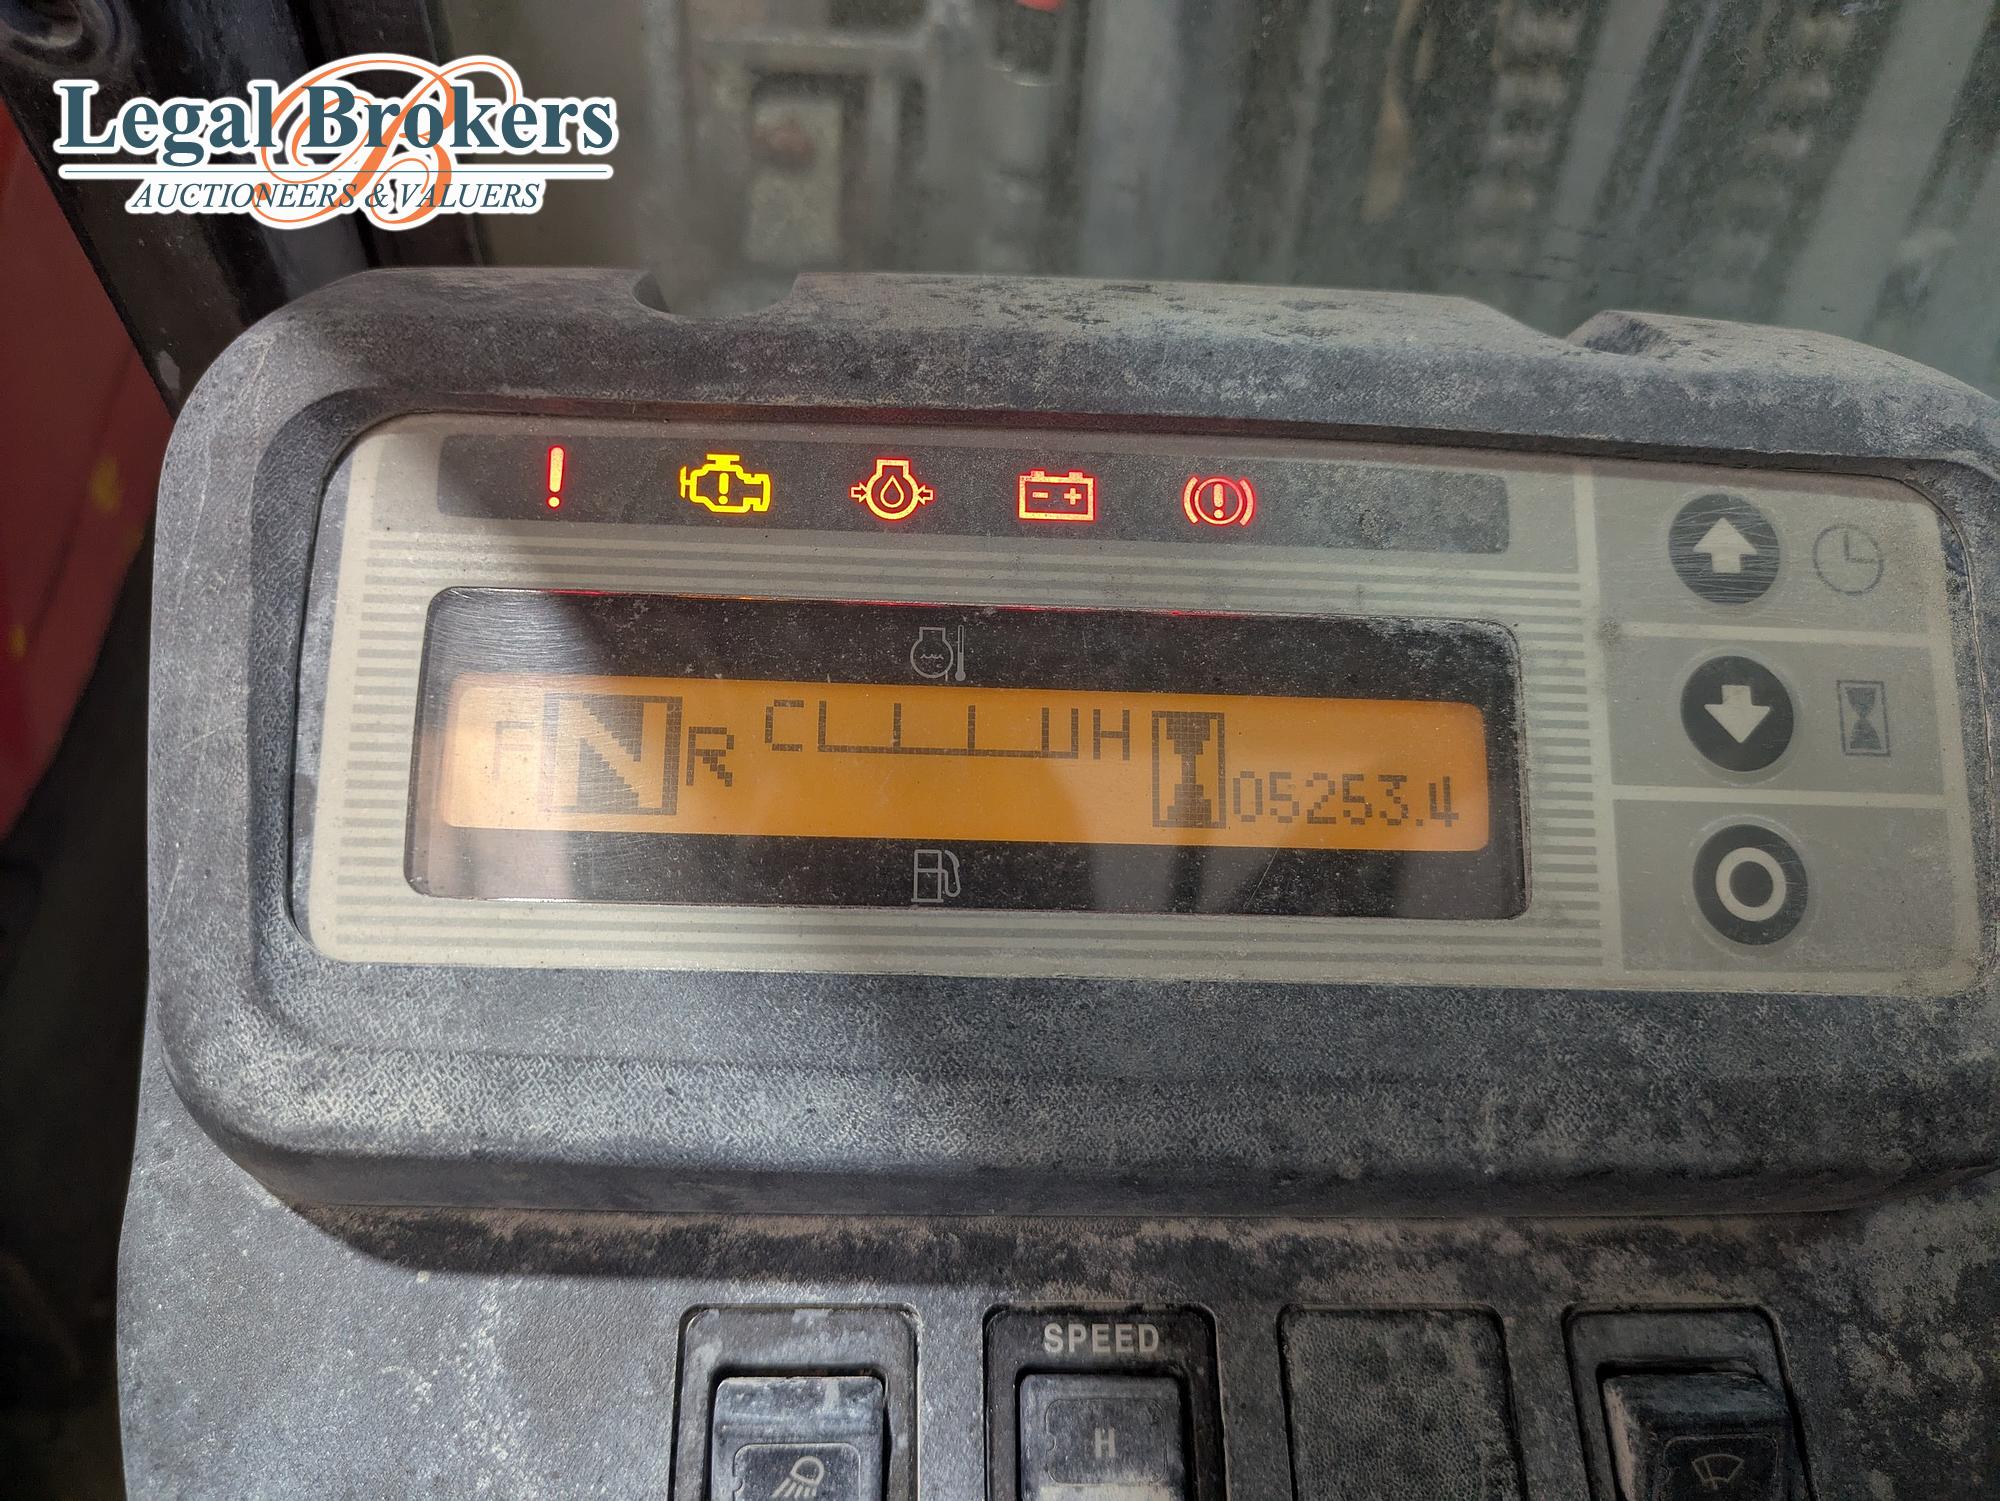 Legal Brokers
AUCTIONEERS & VALUERS
F N R C H 05253.4
SPEED
H